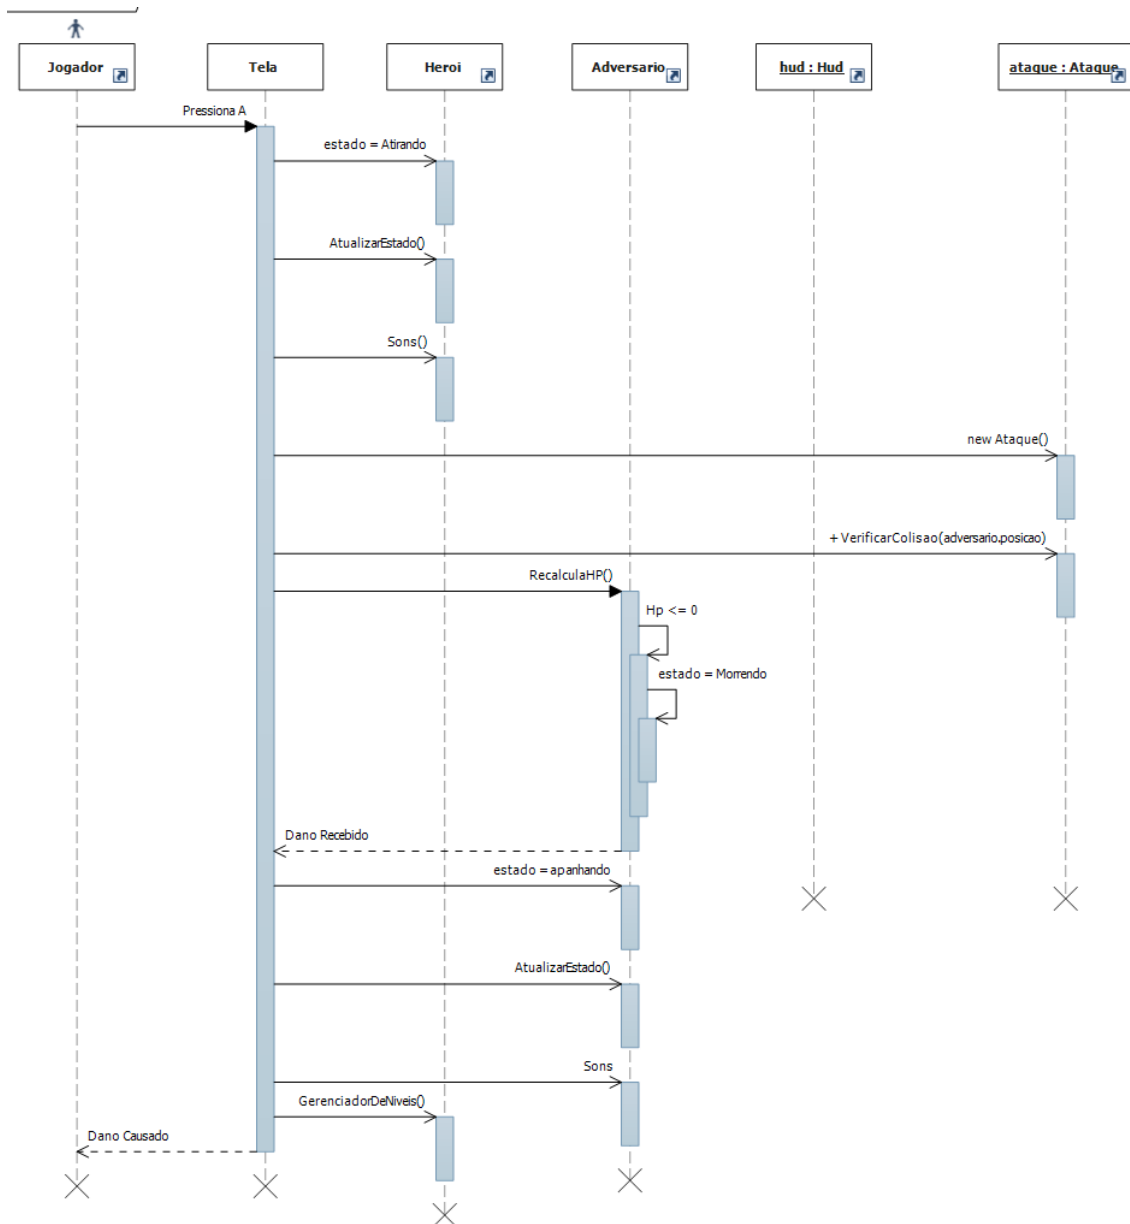 Jogador
Tela
Heroi
Adversario
hud : Hud
ataque : Ataque
Pressiona A
estado = Atirando
AtualizarEstado()
Sons()
new Ataque()
+ VerificarColisao(adversario.posicao)
RecalculaHP()
Hp <= 0
estado = Morrendo
Dano Recebido
estado = apanhando
AtualizarEstado()
Sons
GerenciadorDeNiveis()
Dano Causado